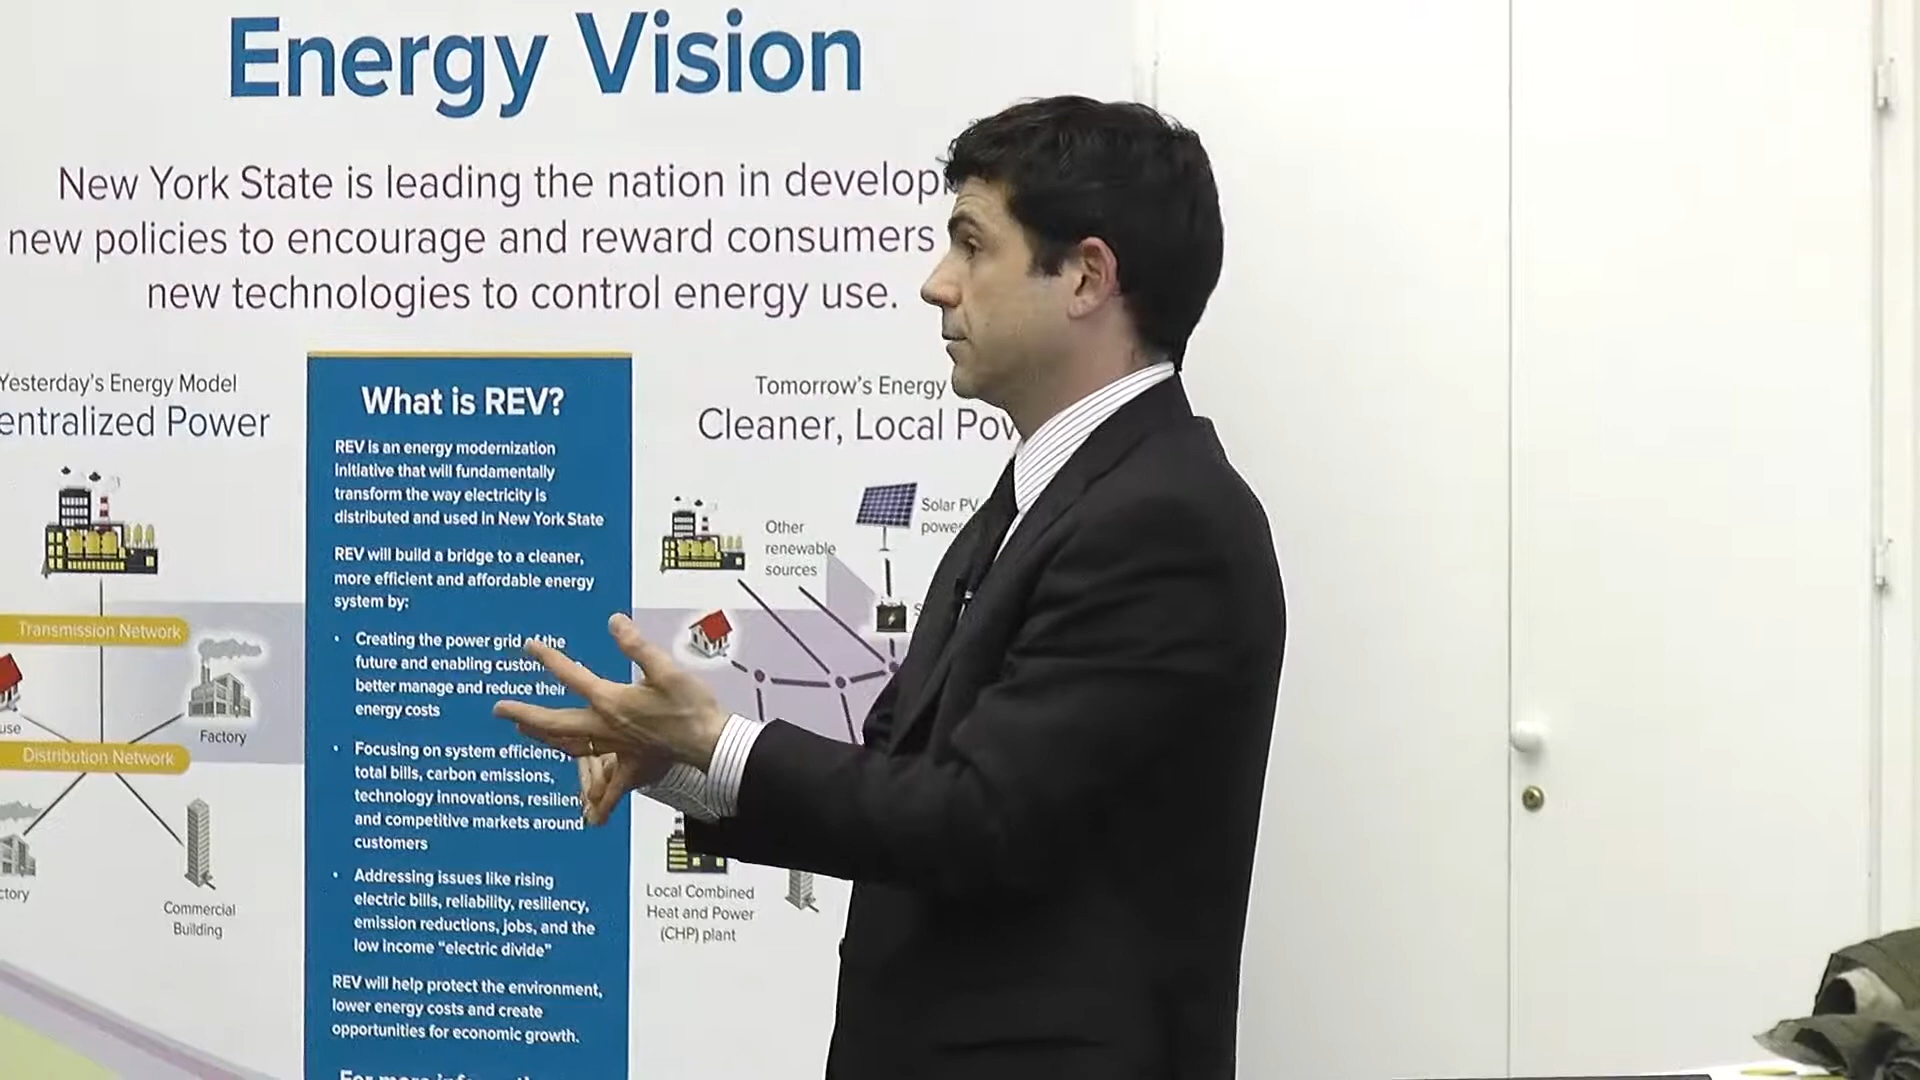 Energy Vision
New York State is leading the nation in develop
new policies to encourage and reward consumers
new technologies to control energy use.
Yesterday's Energy Model
entralized Power
Transmission Network
Factory
Distribution Network
Commercial
Building
What is REV?
REV is an energy modernization
initiative that will fundamentally
transform the way electricity is
distributed and used in New York State
REV will build a bridge to a cleaner,
more efficient and affordable energy
system by:
• Creating the power grid of the
future and enabling custom
better manage and reduce their
energy costs
• Focusing on system efficiency,
total bills, carbon emissions,
technology innovations, resilien
and competitive markets around
customers
• Addressing issues like rising
electric bills, reliability, resiliency,
emission reductions, jobs, and the
low income “electric divide”
REV will help protect the environment,
lower energy costs and create
opportunities for economic growth.
Tomorrow's Energy
Cleaner, Local Pow
Other
renewable
sources
Solar PV
power
Local Combined
Heat and Power
(CHP) plant